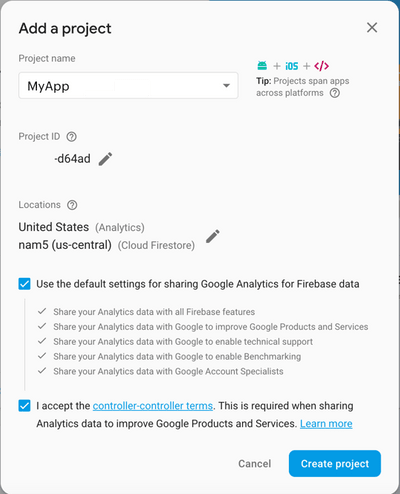 Add a project
Project name
MyApp
+ iOS + </>
Tip: Projects span apps
across platforms
Project ID
-d64ad
Locations
United States (Analytics)
nam5 (us-central) (Cloud Firestore)
Use the default settings for sharing Google Analytics for Firebase data
Share your Analytics data with all Firebase features
Share your Analytics data with Google to improve Google Products and Services
Share your Analytics data with Google to enable technical support
Share your Analytics data with Google to enable Benchmarking
Share your Analytics data with Google Account Specialists
I accept the controller-controller terms. This is required when sharing
Analytics data to improve Google Products and Services. Learn more
Cancel
Create project